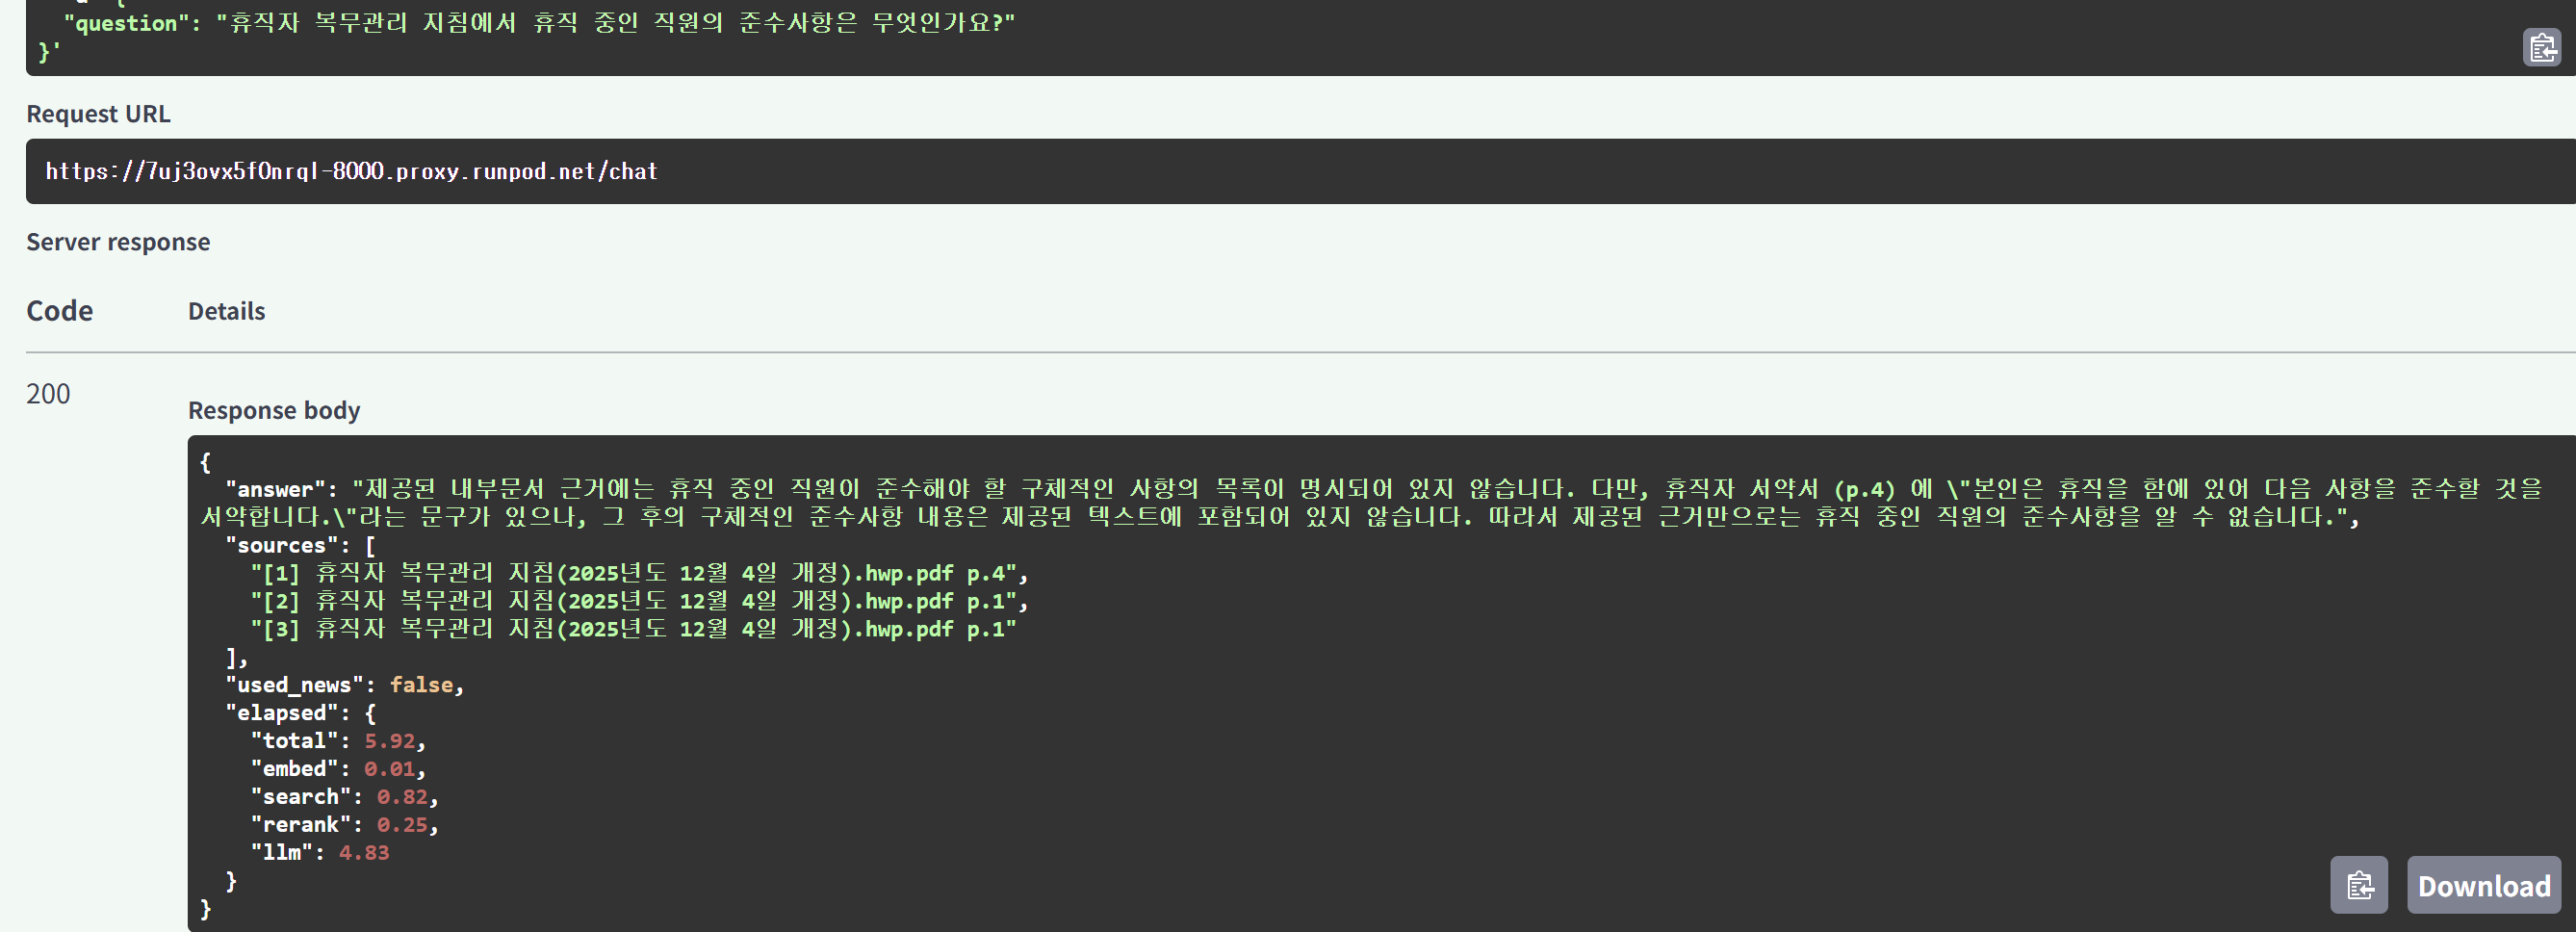 "question": "휴직자 복무관리 지침에서 휴직 중인 직원의 준수사항은 무엇인가요?"
}'
Request URL
https://7uj3ovx5f0nrql-8000.proxy.runpod.net/chat
Server response
Code Details
200
Response body
{
"answer": "제공된 내부문서 근거에는 휴직 중인 직원이 준수해야 할 구체적인 사항의 목록이 명시되어 있지 않습니다. 다만, 휴직자 서약서 (p.4) 에 \"본인은 휴직을 함에 있어 다음 사항을 준수할 것을
서약합니다.\"라는 문구가 있으나, 그 후의 구체적인 준수사항 내용은 제공된 텍스트에 포함되어 있지 않습니다. 따라서 제공된 근거만으로는 휴직 중인 직원의 준수사항을 알 수 없습니다.",
"sources": [
"[1] 휴직자 복무관리 지침(2025년도 12월 4일 개정).hwp.pdf p.4",
"[2] 휴직자 복무관리 지침(2025년도 12월 4일 개정).hwp.pdf p.1",
"[3] 휴직자 복무관리 지침(2025년도 12월 4일 개정).hwp.pdf p.1"
],
"used_news": false,
"elapsed": {
"total": 5.92,
"embed": 0.01,
"search": 0.82,
"rerank": 0.25,
"llm": 4.83
}
}
Download